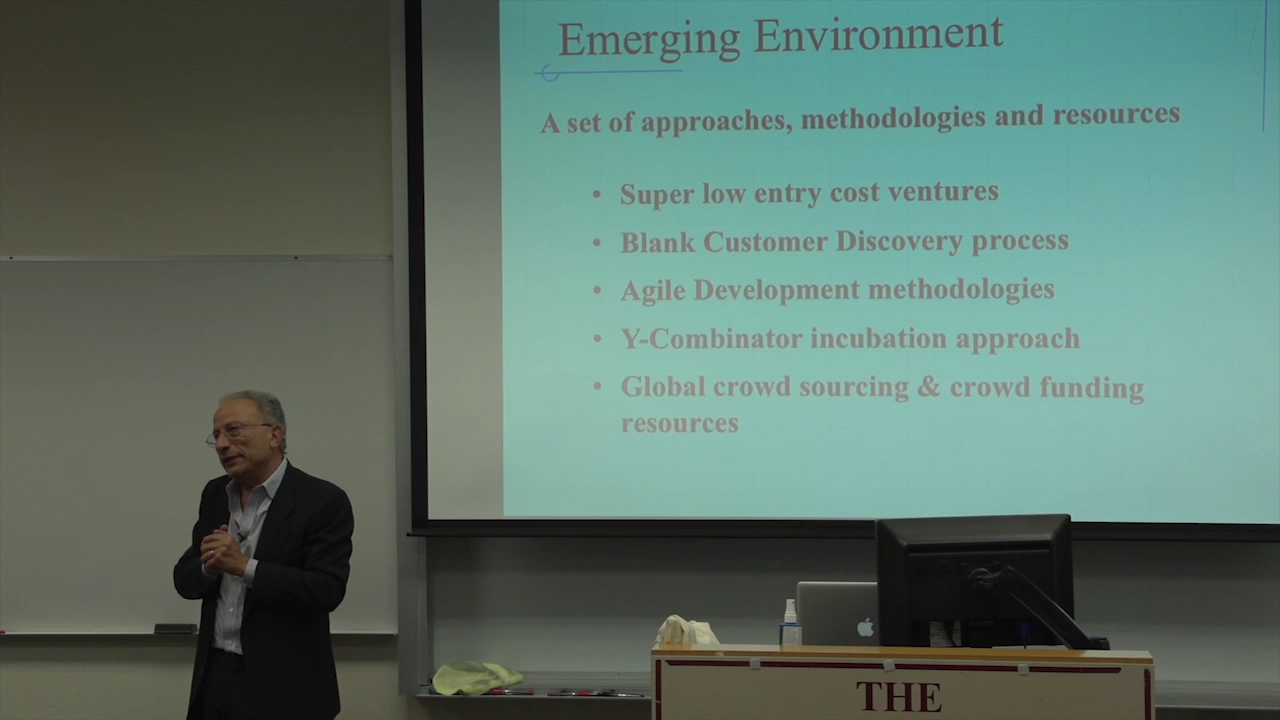 Emerging Environment
A set of approaches, methodologies and resources
• Super low entry cost ventures
• Blank Customer Discovery process
• Agile Development methodologies
• Y-Combinator incubation approach
• Global crowd sourcing & crowd funding
resources
THE